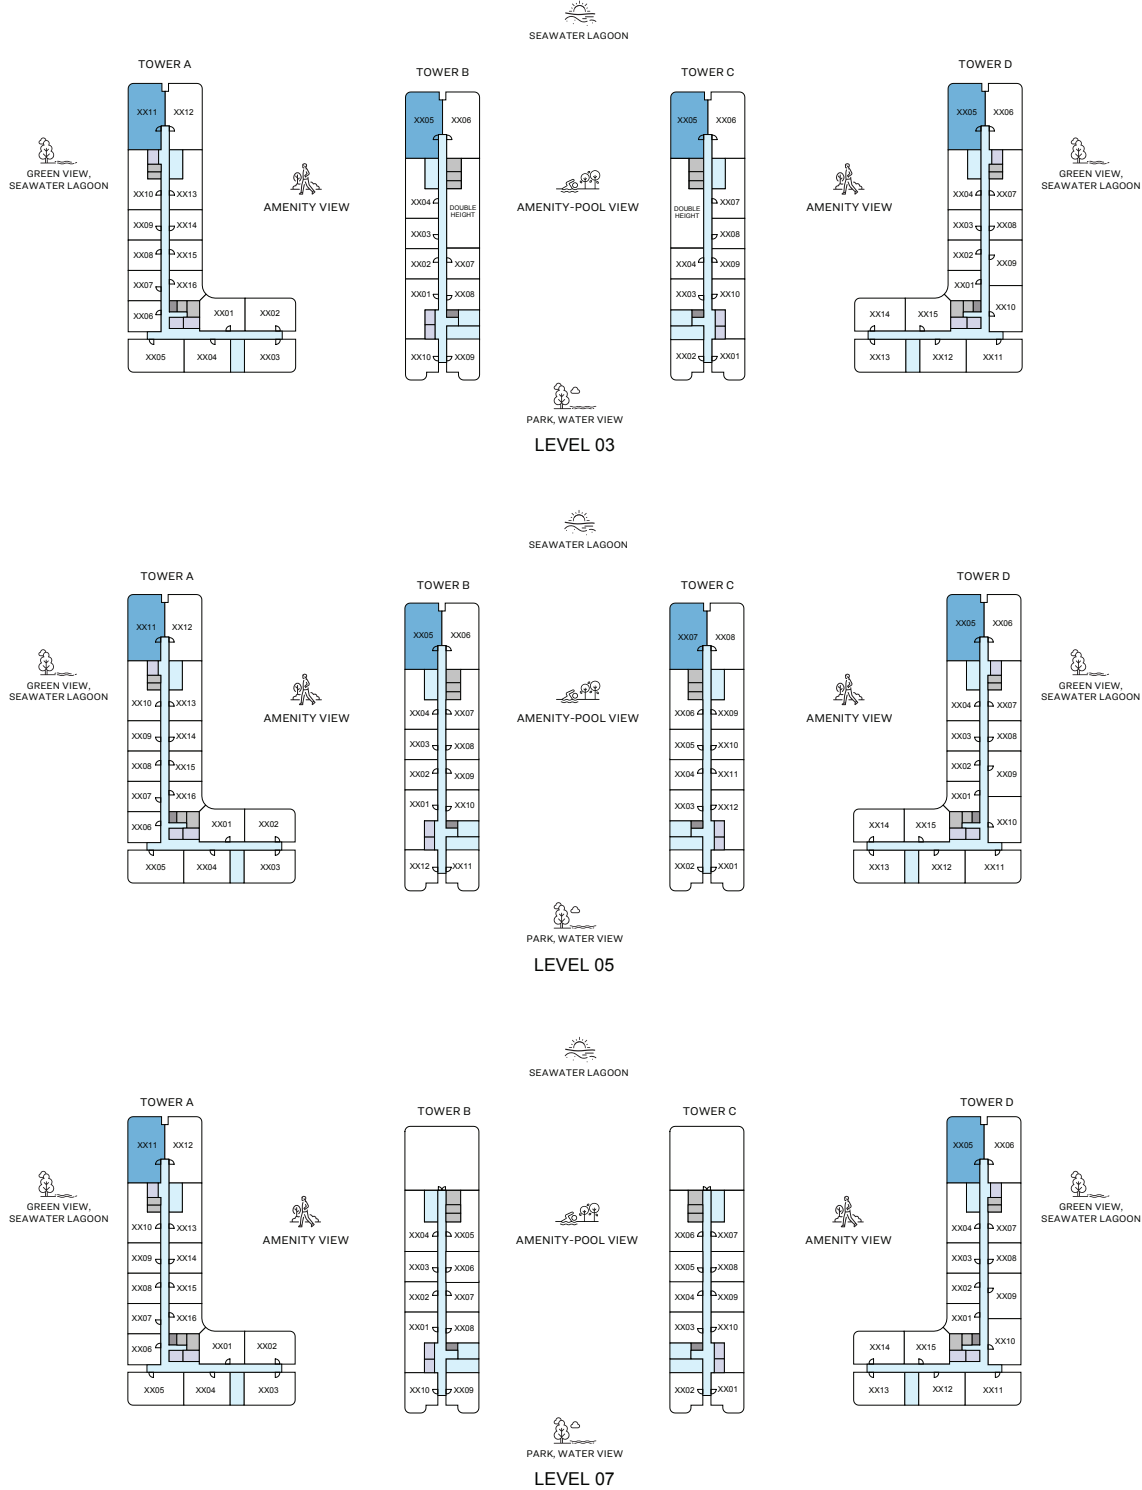 SEAWATER LAGOON
TOWER A
TOWER B
TOWER C
TOWER D
XX11 XX12
XX05 XX06
XX05 XX06
XX05 XX06
GREEN VIEW,
SEAWATER LAGOON
AMENITY VIEW
AMENITY-POOL VIEW
AMENITY VIEW
GREEN VIEW,
SEAWATER LAGOON
XX10 XX13
XX09 XX14
XX08 XX15
XX07 XX16
XX06 XX01 XX02
XX05 XX04 XX03
XX04 DOUBLE
HEIGHT
XX03
XX02 XX07
XX01 XX08
XX10 XX09
DOUBLE
HEIGHT
XX07
XX08
XX04 XX09
XX03 XX10
XX02 XX01
XX04 XX07
XX03 XX08
XX02 XX09
XX01
XX10
XX14 XX15
XX13 XX12 XX11
PARK, WATER VIEW
LEVEL 03
SEAWATER LAGOON
TOWER A
TOWER B
TOWER C
TOWER D
XX11 XX12
XX05 XX06
XX07 XX08
XX05 XX06
GREEN VIEW,
SEAWATER LAGOON
AMENITY VIEW
AMENITY-POOL VIEW
AMENITY VIEW
GREEN VIEW,
SEAWATER LAGOON
XX10 XX13
XX09 XX14
XX08 XX15
XX07 XX16
XX06 XX01 XX02
XX05 XX04 XX03
XX04 XX07
XX03 XX08
XX02 XX09
XX01 XX10
XX12 XX11
XX06 XX09
XX05 XX10
XX04 XX11
XX03 XX12
XX02 XX01
XX04 XX07
XX03 XX08
XX02 XX09
XX01
XX10
XX14 XX15
XX13 XX12 XX11
PARK, WATER VIEW
LEVEL 05
SEAWATER LAGOON
TOWER A
TOWER B
TOWER C
TOWER D
XX11 XX12
XX05 XX06
GREEN VIEW,
SEAWATER LAGOON
AMENITY VIEW
AMENITY-POOL VIEW
AMENITY VIEW
GREEN VIEW,
SEAWATER LAGOON
XX10 XX13
XX09 XX14
XX08 XX15
XX07 XX16
XX06 XX01 XX02
XX05 XX04 XX03
XX04 XX05
XX03 XX06
XX02 XX07
XX01 XX08
XX10 XX09
XX06 XX07
XX05 XX08
XX04 XX09
XX03 XX10
XX02 XX01
XX04 XX07
XX03 XX08
XX02 XX09
XX01
XX10
XX14 XX15
XX13 XX12 XX11
PARK, WATER VIEW
LEVEL 07